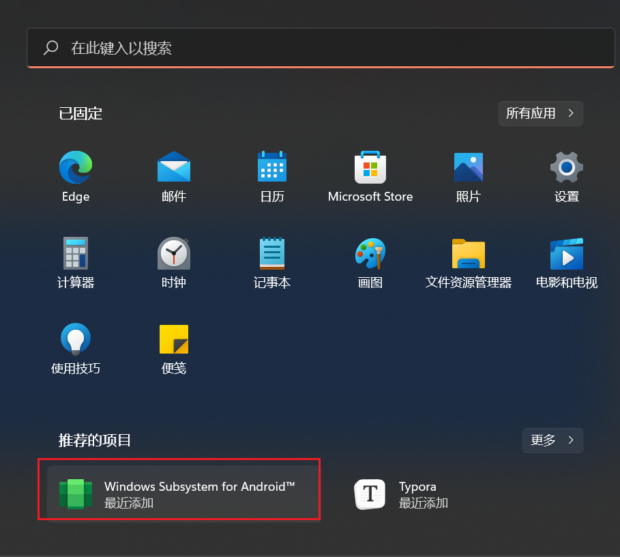 在此键入以搜索
已固定
所有应用
Edge
邮件
日历
Microsoft Store
照片
设置
计算器
时钟
记事本
画图
文件资源管理器
电影和电视
使用技巧
便笺
推荐的项目
更多
Windows Subsystem for Android™
最近添加
T
Typora
最近添加